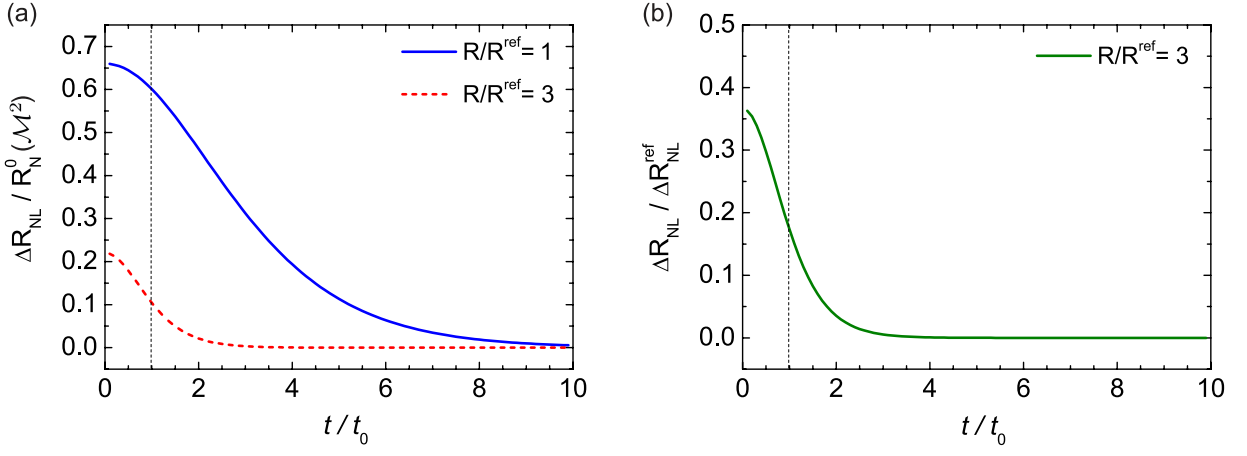 (a)
ΔR_NL / R_N^0 (ℳ²)
0.7
0.6
0.5
0.4
0.3
0.2
0.1
0.0
R/R^ref = 1
R/R^ref = 3
0 2 4 6 8 10
t / t_0
(b)
ΔR_NL / ΔR_NL^ref
0.5
0.4
0.3
0.2
0.1
0.0
R/R^ref = 3
0 2 4 6 8 10
t / t_0